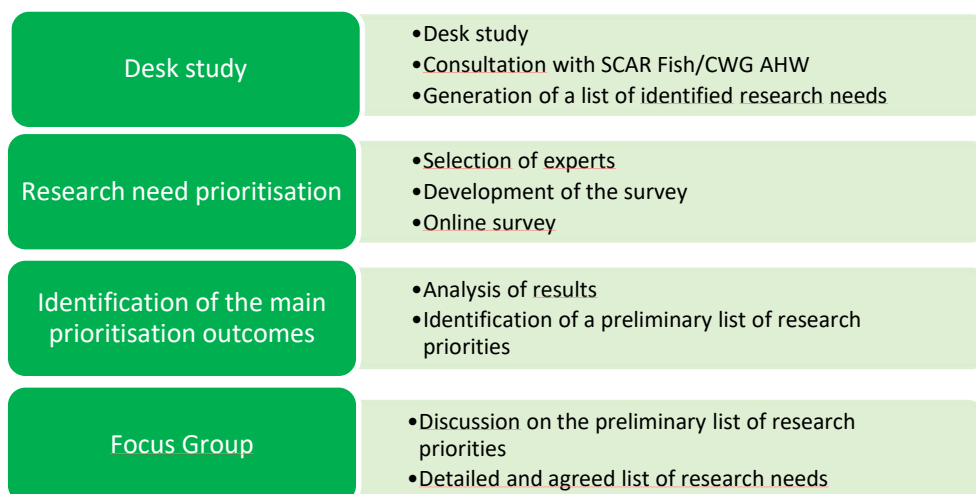 Desk study
•Desk study
•Consultation with SCAR Fish/CWG AHW
•Generation of a list of identified research needs
Research need prioritisation
•Selection of experts
•Development of the survey
•Online survey
Identification of the main
prioritisation outcomes
•Analysis of results
•Identification of a preliminary list of research
priorities
Focus Group
•Discussion on the preliminary list of research
priorities
•Detailed and agreed list of research needs